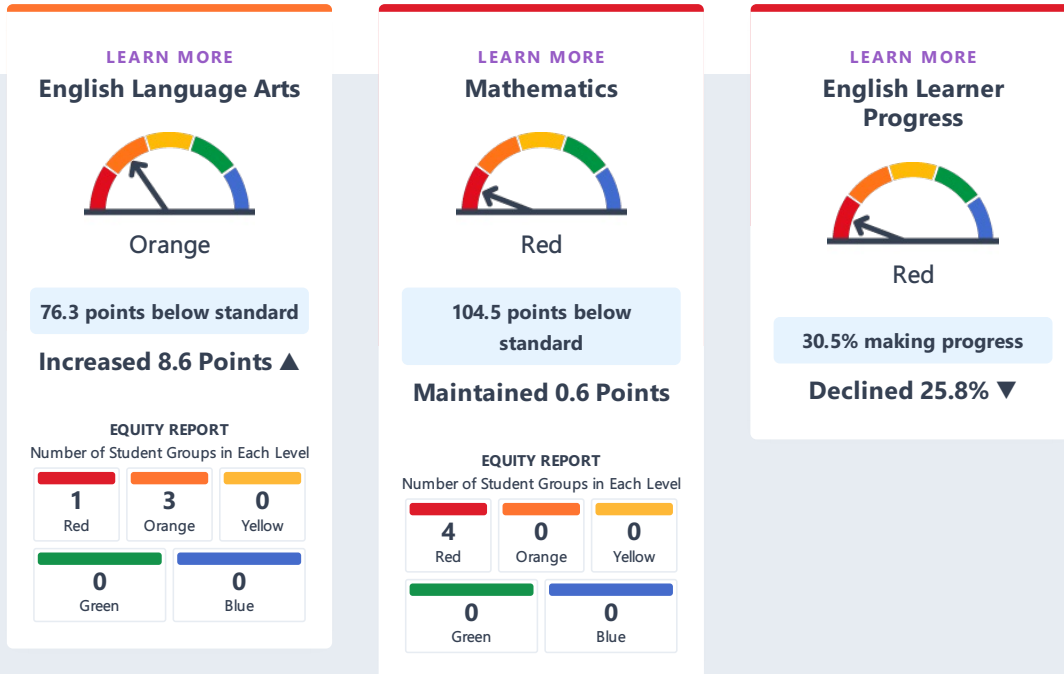 LEARN MORE
English Language Arts
Orange
76.3 points below standard
Increased 8.6 Points ▲
EQUITY REPORT
Number of Student Groups in Each Level
1
Red
3
Orange
0
Yellow
0
Green
0
Blue
LEARN MORE
Mathematics
Red
104.5 points below
standard
Maintained 0.6 Points
EQUITY REPORT
Number of Student Groups in Each Level
4
Red
0
Orange
0
Yellow
0
Green
0
Blue
LEARN MORE
English Learner
Progress
Red
30.5% making progress
Declined 25.8% ▼